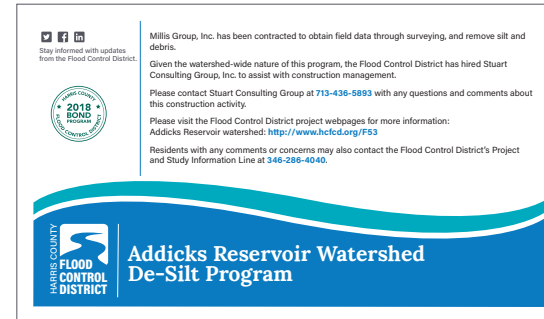 Stay informed with updates
from the Flood Control District.
HARRIS COUNTY
2018
BOND
PROGRAM
FLOOD CONTROL DISTRICT
Millis Group, Inc. has been contracted to obtain field data through surveying, and remove silt and
debris.
Given the watershed-wide nature of this program, the Flood Control District has hired Stuart
Consulting Group, Inc. to assist with construction management.
Please contact Stuart Consulting Group at 713-436-5893 with any questions and comments about
this construction activity.
Please visit the Flood Control District project webpages for more information:
Addicks Reservoir watershed: http://www.hcfcd.org/F53
Residents with any comments or concerns may also contact the Flood Control District's Project
and Study Information Line at 346-286-4040.
HARRIS COUNTY
FLOOD
CONTROL
DISTRICT
Addicks Reservoir Watershed
De-Silt Program